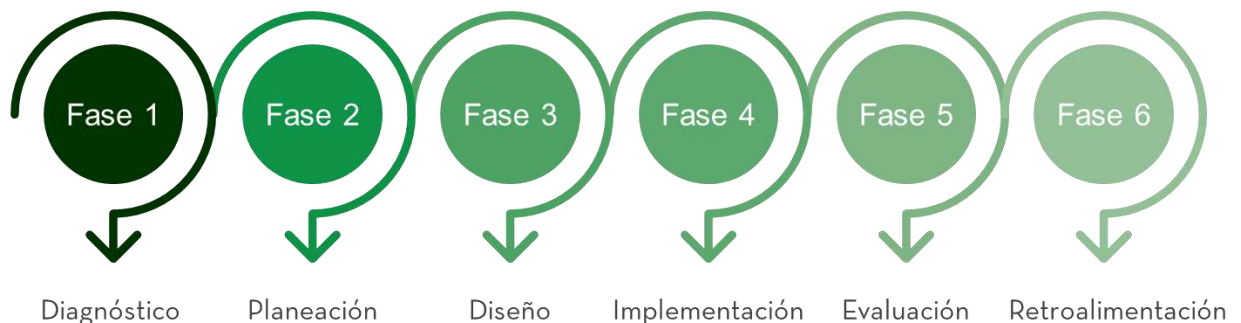 Fase 1 Fase 2 Fase 3 Fase 4 Fase 5 Fase 6
Diagnóstico Planeación Diseño Implementación Evaluación Retroalimentación